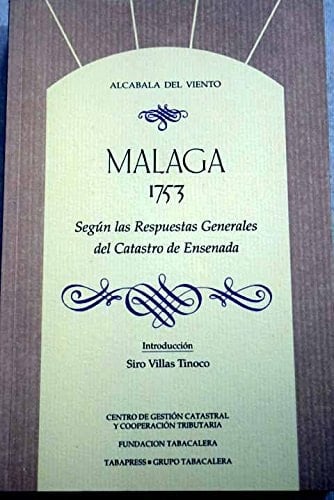 ALCABALA DEL VIENTO
MALAGA
1753
Según las Respuestas Generales
del Catastro de Ensenada
Introducción
Siro Villas Tinoco
CENTRO DE GESTIÓN CATASTRAL
Y COOPERACIÓN TRIBUTARIA
FUNDACION TABACALERA
TABAPRESS ■ GRUPO TABACALERA